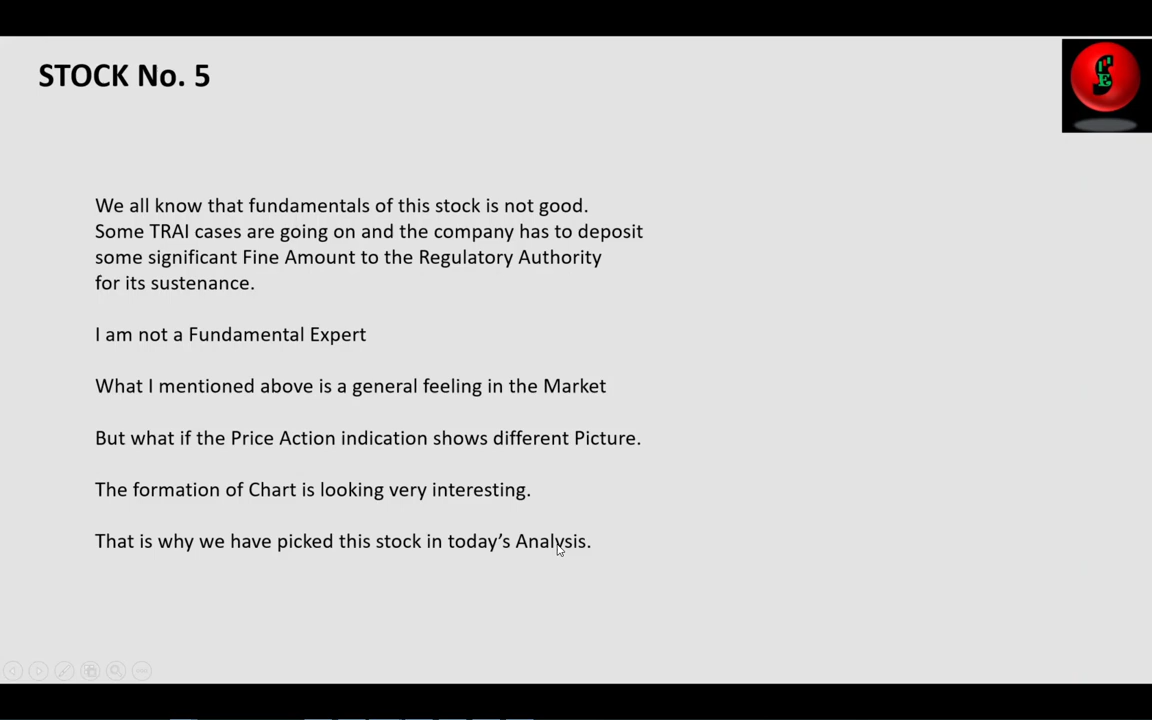 STOCK No. 5
We all know that fundamentals of this stock is not good.
Some TRAI cases are going on and the company has to deposit
some significant Fine Amount to the Regulatory Authority
for its sustenance.
I am not a Fundamental Expert
What I mentioned above is a general feeling in the Market
But what if the Price Action indication shows different Picture.
The formation of Chart is looking very interesting.
That is why we have picked this stock in today’s Analysis.